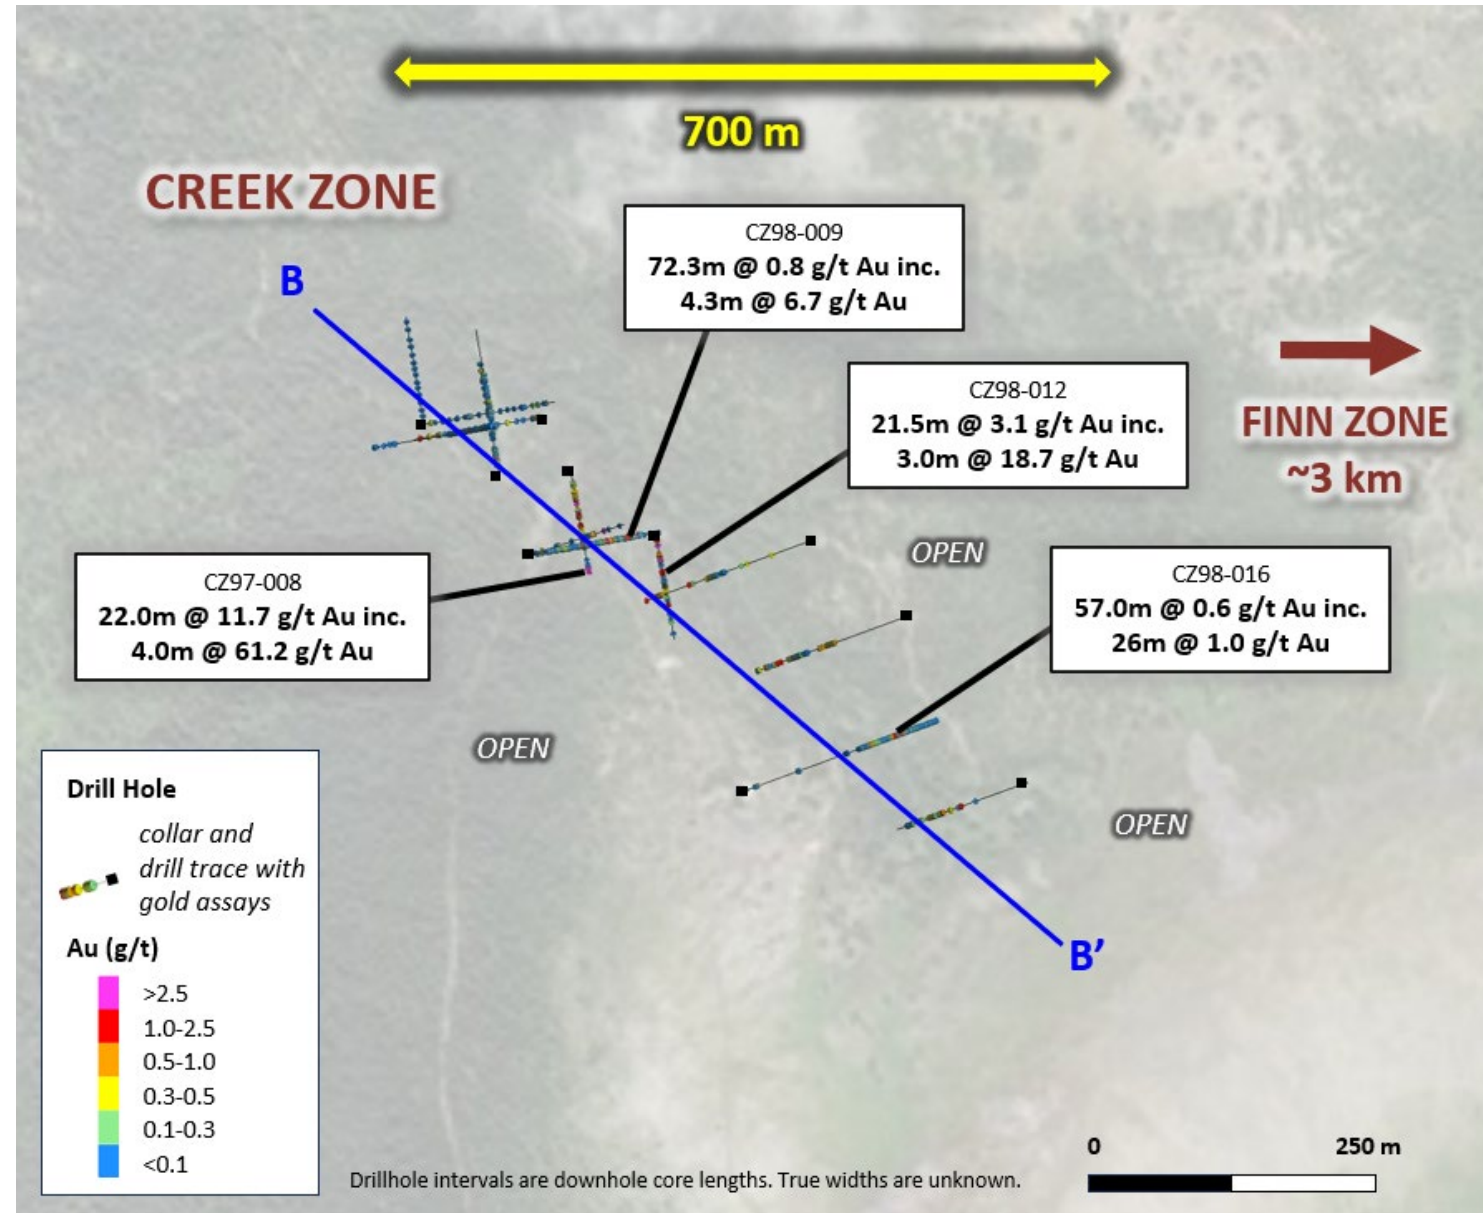 700 m
CREEK ZONE
B
CZ98-009
72.3m @ 0.8 g/t Au inc.
4.3m @ 6.7 g/t Au
CZ98-012
21.5m @ 3.1 g/t Au inc.
3.0m @ 18.7 g/t Au
FINN ZONE
~3 km
OPEN
CZ97-008
22.0m @ 11.7 g/t Au inc.
4.0m @ 61.2 g/t Au
CZ98-016
57.0m @ 0.6 g/t Au inc.
26m @ 1.0 g/t Au
OPEN
OPEN
B’
Drill Hole
collar and
drill trace with
gold assays
Au (g/t)
>2.5
1.0-2.5
0.5-1.0
0.3-0.5
0.1-0.3
<0.1
Drillhole intervals are downhole core lengths. True widths are unknown.
0 250 m